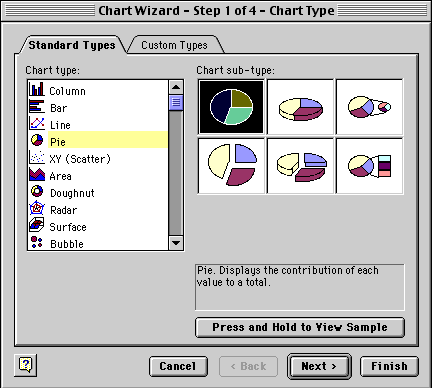 Chart Wizard – Step 1 of 4 – Chart Type
Standard Types
Custom Types
Chart type:
Column
Bar
Line
Pie
XY (Scatter)
Area
Doughnut
Radar
Surface
Bubble
Chart sub-type:
Pie. Displays the contribution of each
value to a total.
Press and Hold to View Sample
?
Cancel
< Back
Next >
Finish